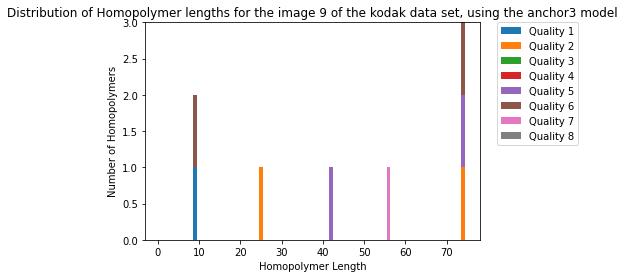 Distribution of Homopolymer lengths for the image 9 of the kodak data set, using the anchor3 model
Number of Homopolymers
3.0
2.5
2.0
1.5
1.0
0.5
0.0
0 10 20 30 40 50 60 70
Homopolymer Length
Quality 1
Quality 2
Quality 3
Quality 4
Quality 5
Quality 6
Quality 7
Quality 8